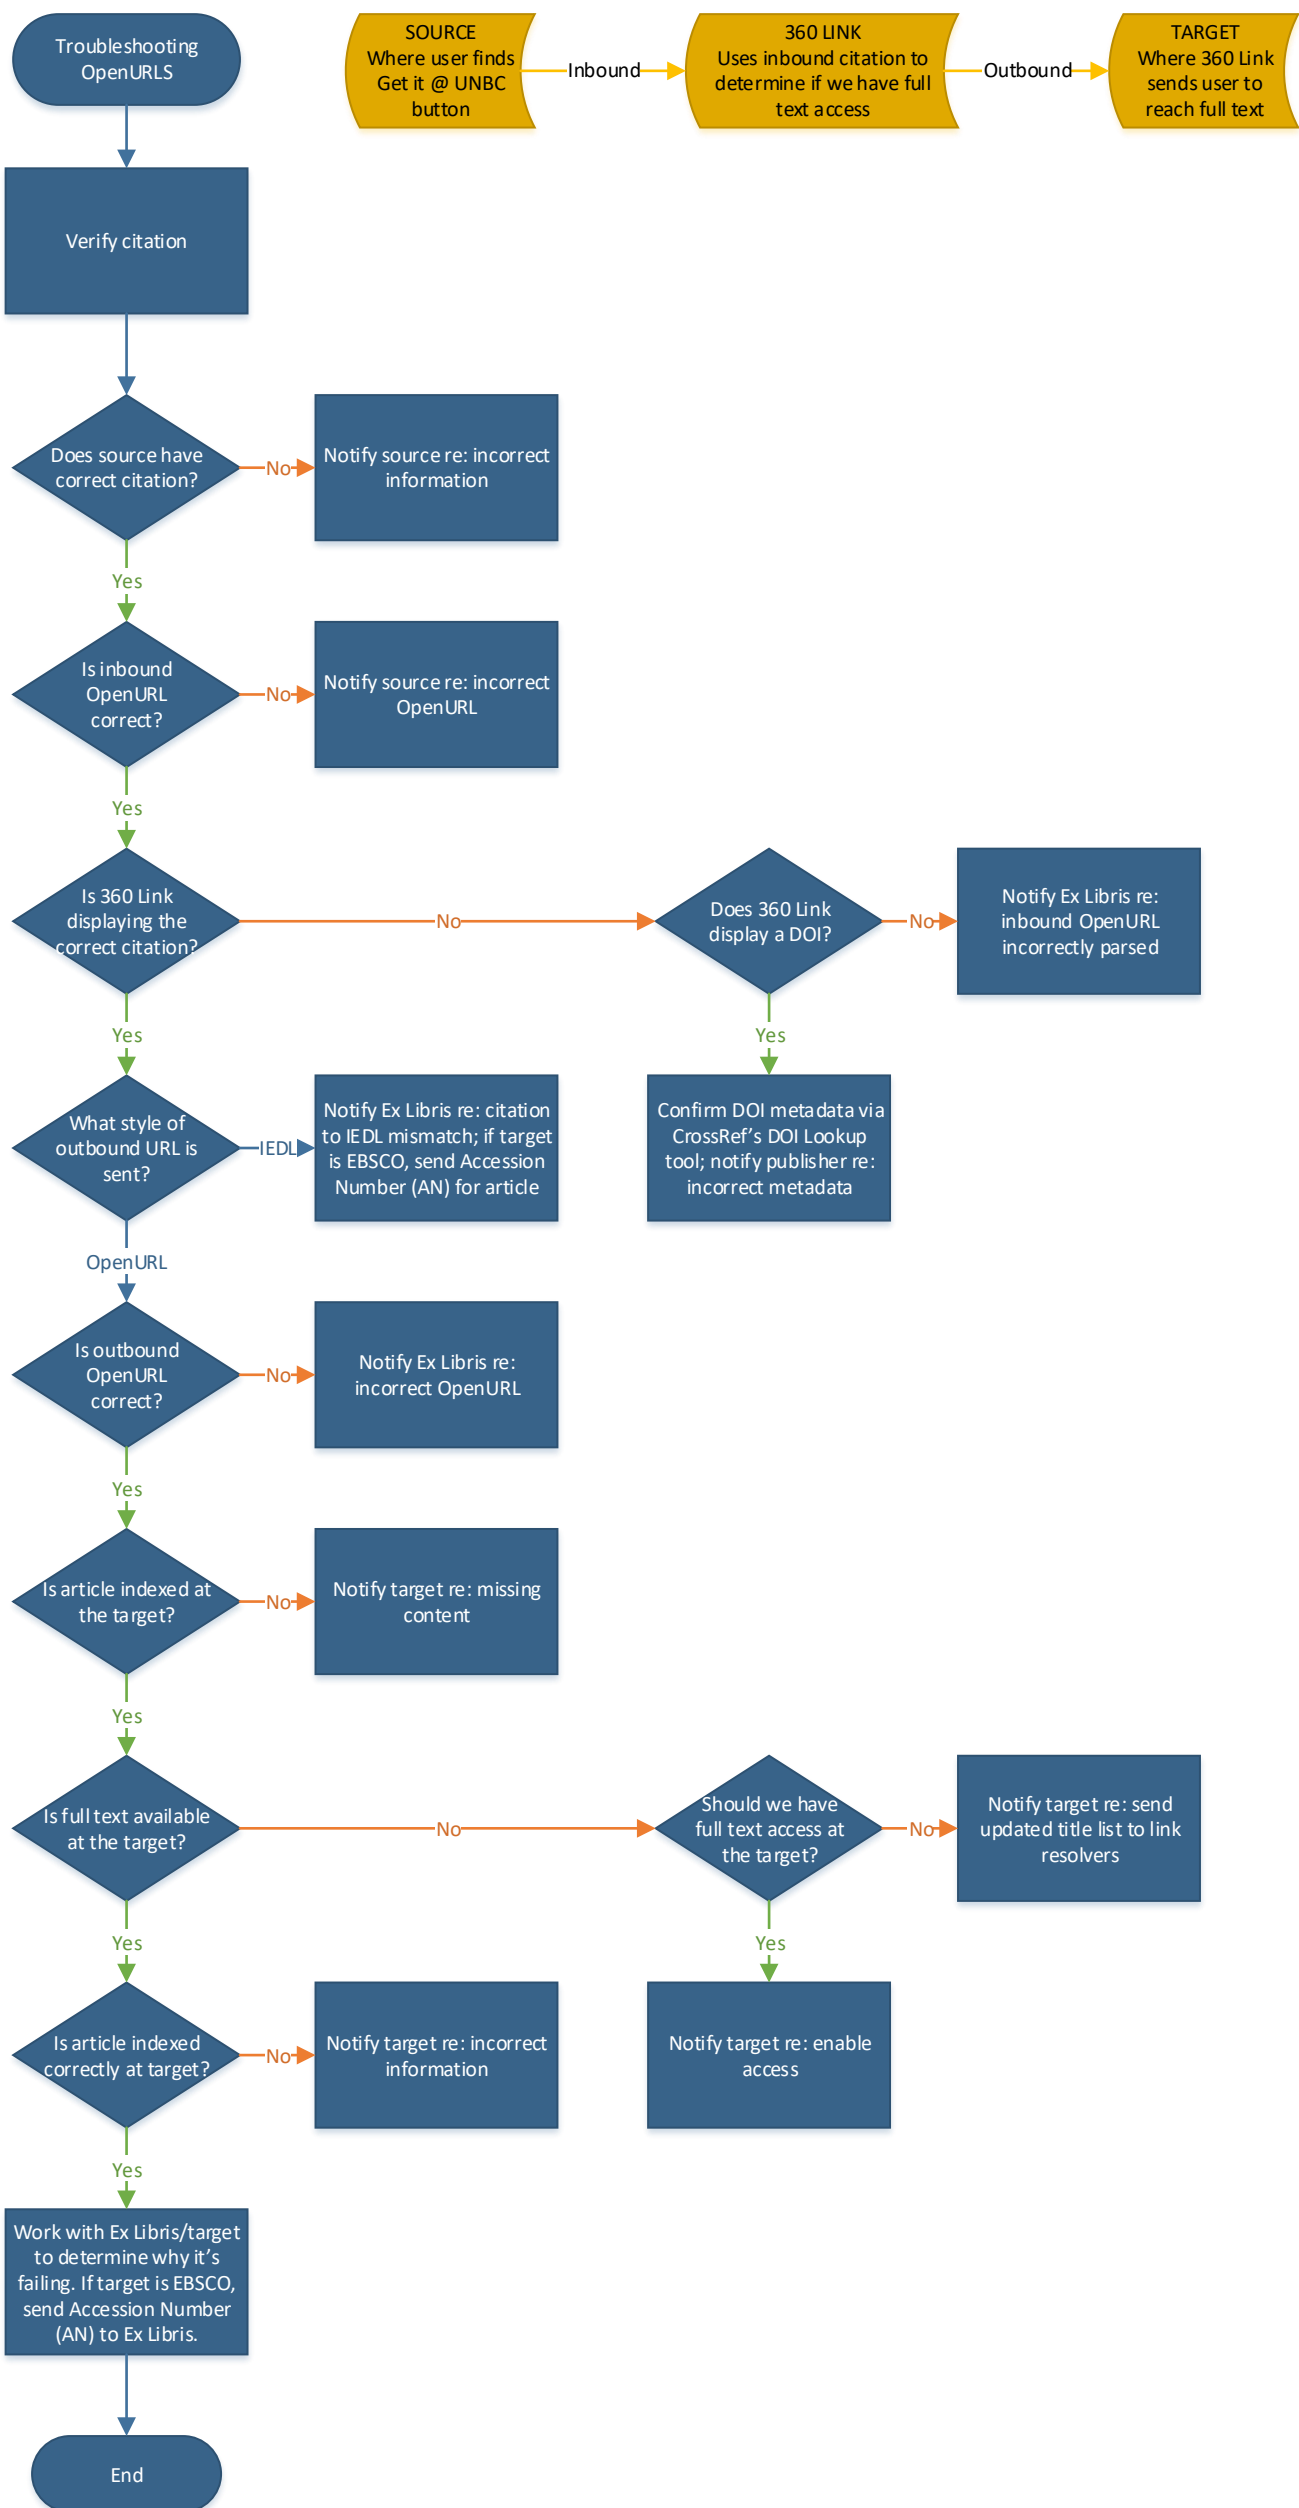 Troubleshooting
OpenURLS
SOURCE
Where user finds
Get it @ UNBC
button
Inbound
360 LINK
Uses inbound citation to
determine if we have full
text access
Outbound
TARGET
Where 360 Link
sends user to
reach full text
Verify citation
Does source have
correct citation?
No
Notify source re: incorrect
information
Yes
Is inbound
OpenURL
correct?
No
Notify source re: incorrect
OpenURL
Yes
Is 360 Link
displaying the
correct citation?
No
Does 360 Link
display a DOI?
No
Notify Ex Libris re:
inbound OpenURL
incorrectly parsed
Yes
Yes
What style of
outbound URL is
sent?
IEDL
Notify Ex Libris re: citation
to IEDL mismatch; if target
is EBSCO, send Accession
Number (AN) for article
Confirm DOI metadata via
CrossRef's DOI Lookup
tool; notify publisher re:
incorrect metadata
OpenURL
Is outbound
OpenURL
correct?
No
Notify Ex Libris re:
incorrect OpenURL
Yes
Is article indexed at
the target?
No
Notify target re: missing
content
Yes
Is full text available
at the target?
No
Should we have
full text access at
the target?
No
Notify target re: send
updated title list to link
resolvers
Yes
Yes
Is article indexed
correctly at target?
No
Notify target re: incorrect
information
Notify target re: enable
access
Yes
Work with Ex Libris/target
to determine why it's
failing. If target is EBSCO,
send Accession Number
(AN) to Ex Libris.
End